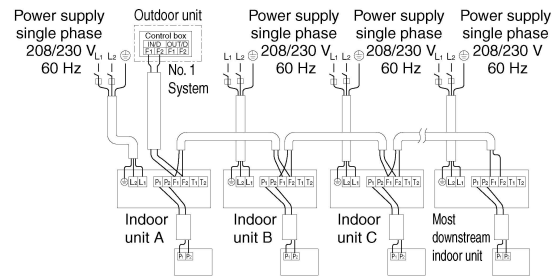 Power supply
single phase
208/230 V
60 Hz
L₁ L₂
Outdoor unit
Control box
IN/D OUT/D
F₁ F₂ F₁ F₂
No. 1
System
Power supply
single phase
208/230 V
60 Hz
L₁ L₂
Power supply
single phase
208/230 V
60 Hz
L₁ L₂
Power supply
single phase
208/230 V
60 Hz
L₁ L₂
L₂ L₁ P₁ P₂ F₁ F₂ T₁ T₂
L₂ L₁ P₁ P₂ F₁ F₂ T₁ T₂
L₂ L₁ P₁ P₂ F₁ F₂ T₁ T₂
L₂ L₁ P₁ P₂ F₁ F₂ T₁ T₂
Indoor
unit A
Indoor
unit B
Indoor
unit C
Most
downstream
indoor unit
P₁ P₂
P₁ P₂
P₁ P₂
P₁ P₂